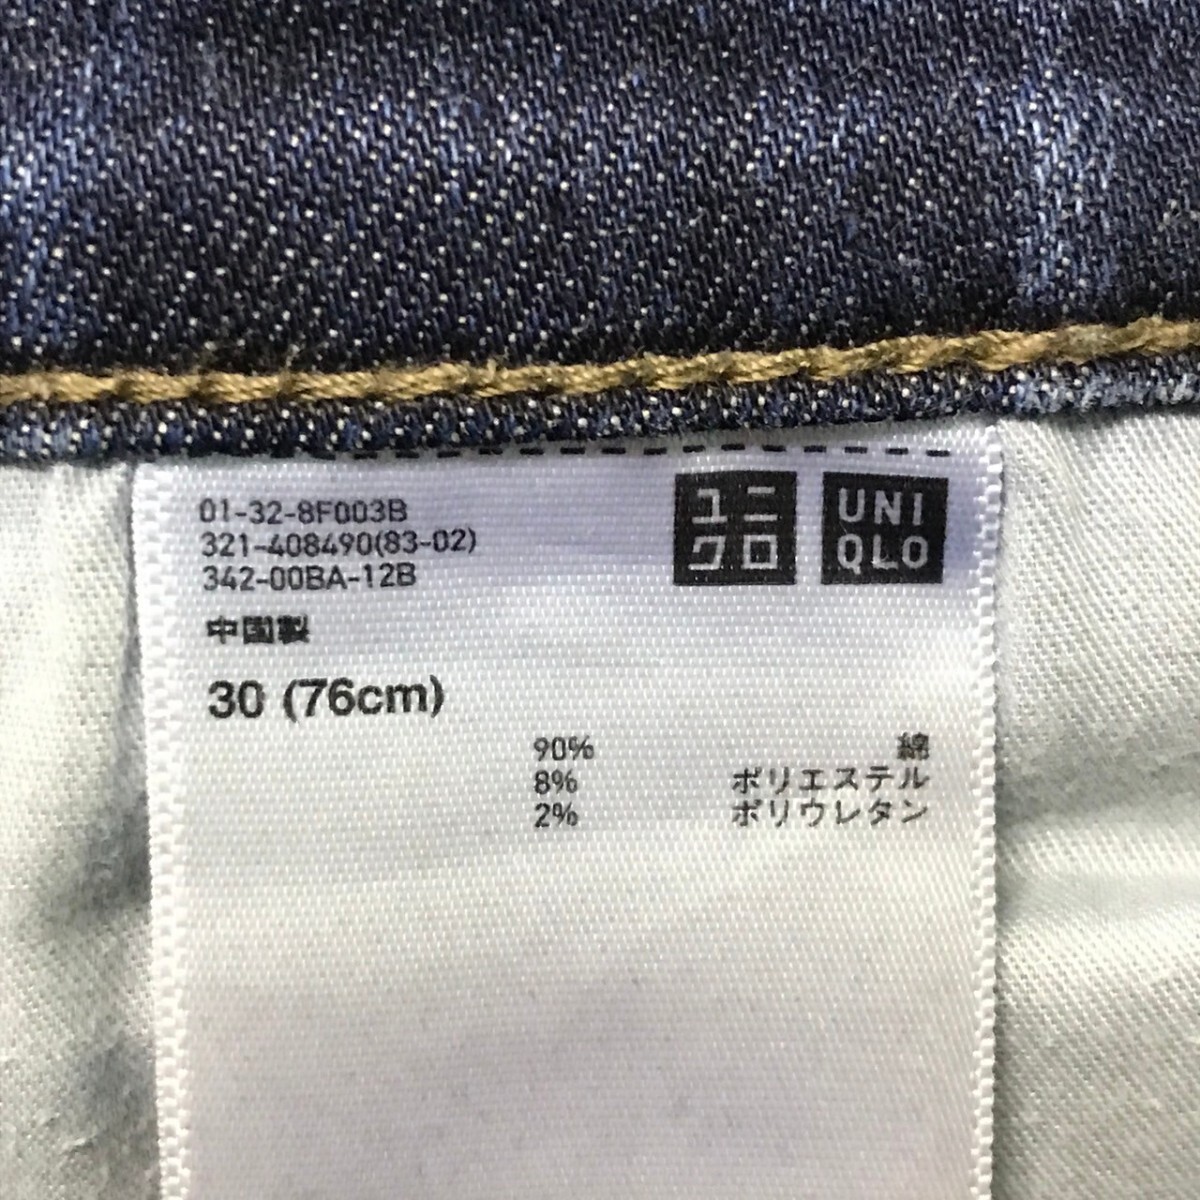 01-32-8F003B
321-408490(83-02)
342-00BA-12B
ユニ
クロ
UNI
QLO
中国製
30 (76cm)
90% 綿
8% ポリエステル
2% ポリウレタン